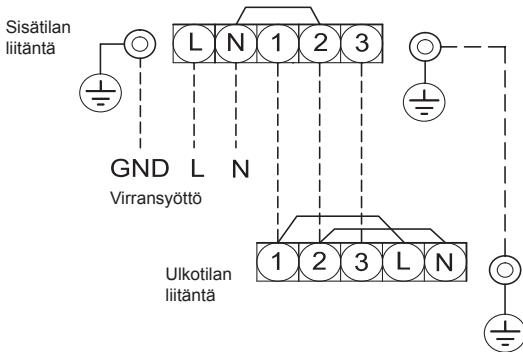 Sisätilan
liitäntä
L N 1 2 3
GND L N
Virransyöttö
1 2 3 L N
Ulkotilan
liitäntä